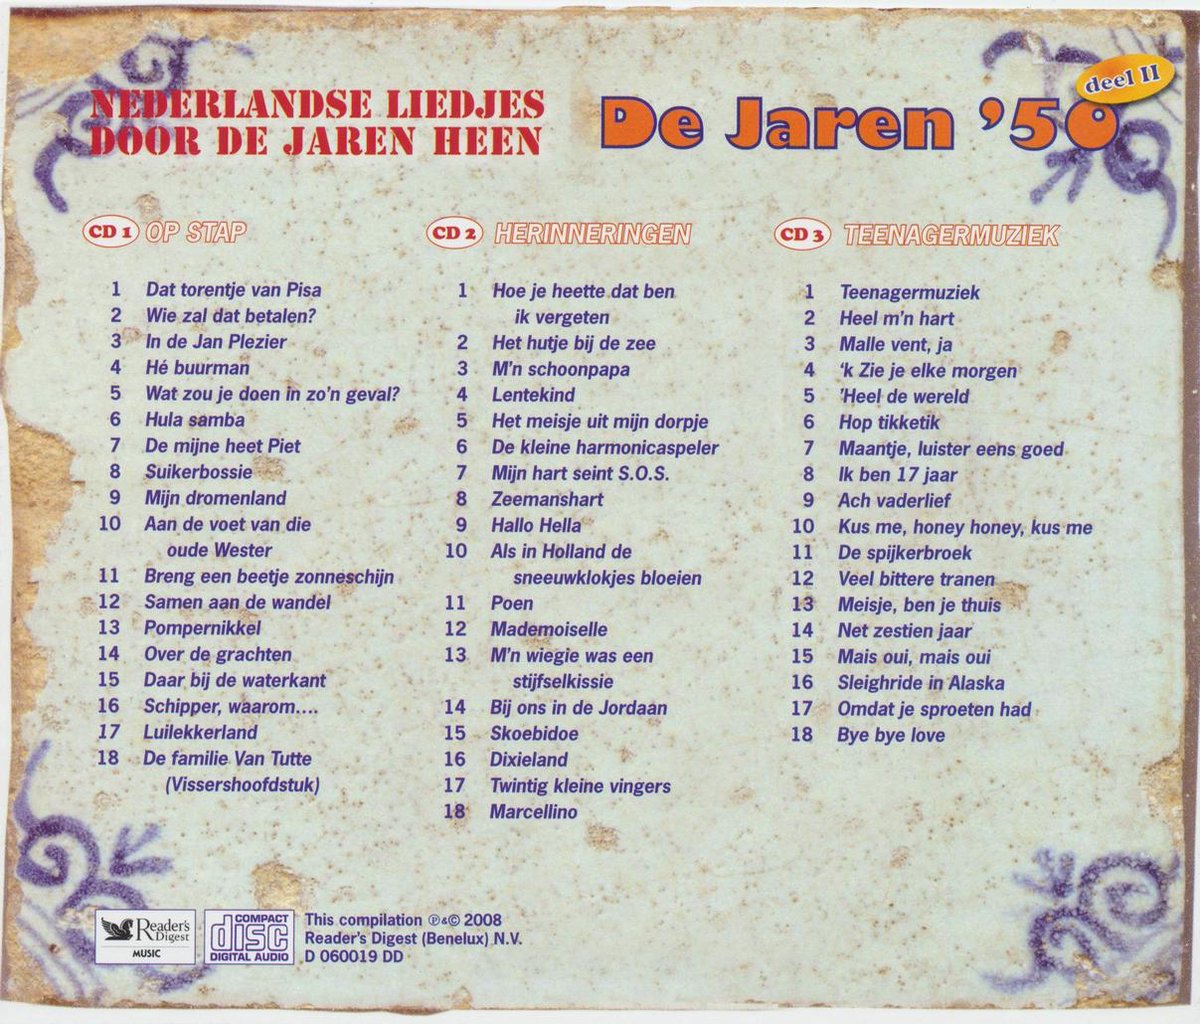 NEDERLANDSE LIEDJES
DOOR DE JAREN HEEN
De Jaren '50
deel II
CD 1 OP STAP
1 Dat torentje van Pisa
2 Wie zal dat betalen?
3 In de Jan Plezier
4 Hé buurman
5 Wat zou je doen in zo'n geval?
6 Hula samba
7 De mijne heet Piet
8 Suikerbossie
9 Mijn dromenland
10 Aan de voet van die
oude Wester
11 Breng een beetje zonneschijn
12 Samen aan de wandel
13 Pompernikkel
14 Over de grachten
15 Daar bij de waterkant
16 Schipper, waarom....
17 Luilekkerland
18 De familie Van Tutte
(Vissershoofdstuk)
CD 2 HERINNERINGEN
1 Hoe je heette dat ben
ik vergeten
2 Het hutje bij de zee
3 M'n schoonpapa
4 Lentekind
5 Het meisje uit mijn dorpje
6 De kleine harmonicaspeler
7 Mijn hart seint S.O.S.
8 Zeemanshart
9 Hallo Hella
10 Als in Holland de
sneeuwklokjes bloeien
11 Poen
12 Mademoiselle
13 M'n wiegie was een
stijfselkissie
14 Bij ons in de Jordaan
15 Skoebidoe
16 Dixieland
17 Twintig kleine vingers
18 Marcellino
CD 3 TEENAGERMUZIEK
1 Teenagermuziek
2 Heel m'n hart
3 Malle vent, ja
4 'k Zie je elke morgen
5 'Heel de wereld
6 Hop tikketik
7 Maantje, luister eens goed
8 Ik ben 17 jaar
9 Ach vaderlief
10 Kus me, honey honey, kus me
11 De spijkerbroek
12 Veel bittere tranen
13 Meisje, ben je thuis
14 Net zestien jaar
15 Mais oui, mais oui
16 Sleighride in Alaska
17 Omdat je sproeten had
18 Bye bye love
Reader's
Digest
MUSIC
COMPACT
disc
DIGITAL AUDIO
This compilation ℗&© 2008
Reader's Digest (Benelux) N.V.
D 060019 DD